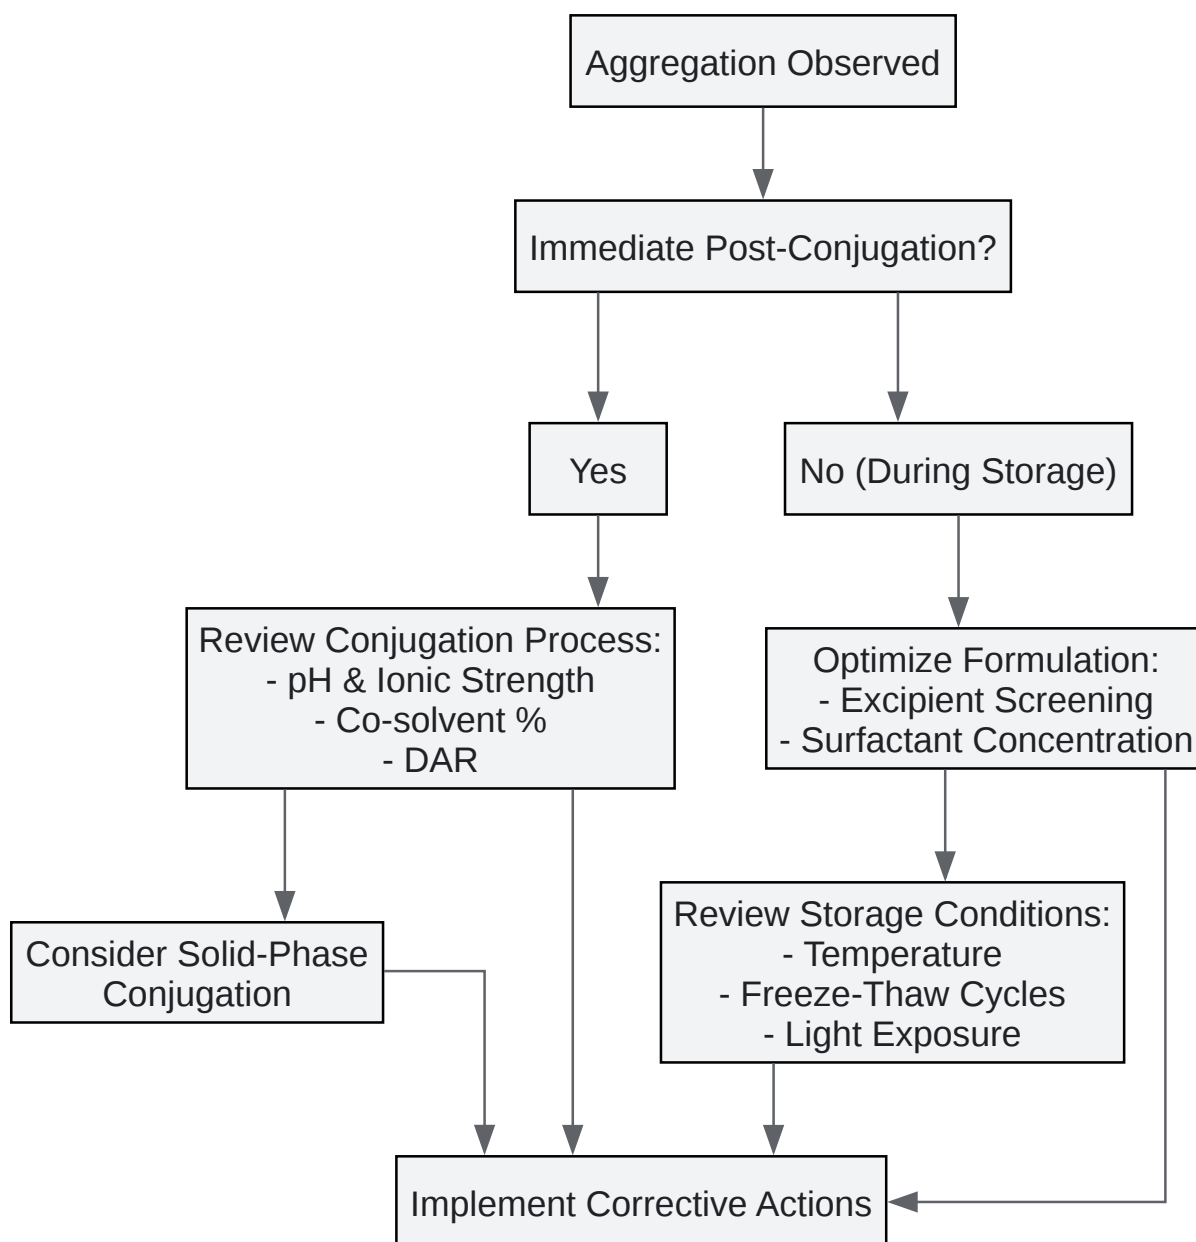 Aggregation Observed
Immediate Post-Conjugation?
Yes
No (During Storage)
Review Conjugation Process:
- pH & Ionic Strength
- Co-solvent %
- DAR
Optimize Formulation:
- Excipient Screening
- Surfactant Concentration
Consider Solid-Phase
Conjugation
Review Storage Conditions:
- Temperature
- Freeze-Thaw Cycles
- Light Exposure
Implement Corrective Actions